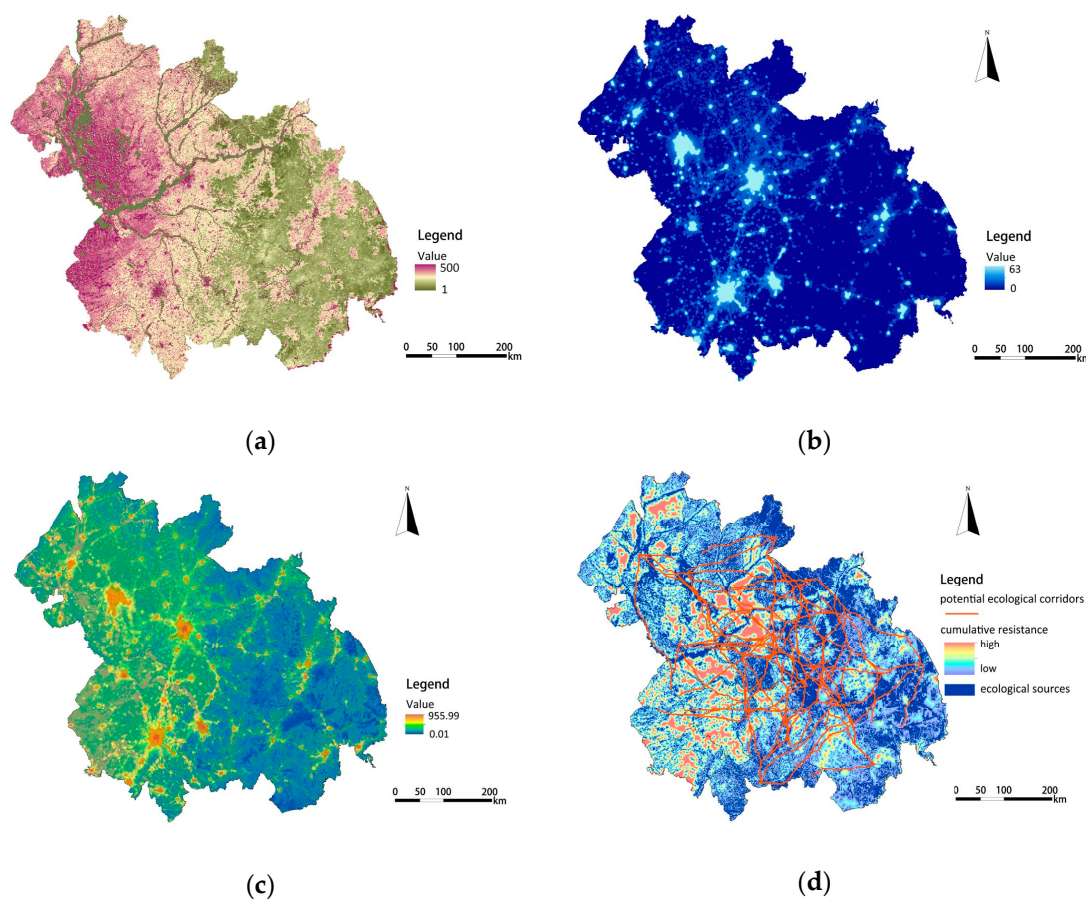 N
Legend
Value
500
1
0 50 100 200
km
(a)
N
Legend
Value
63
0
0 50 100 200
km
(b)
N
Legend
Value
955.99
0.01
0 50 100 200
km
(c)
N
Legend
potential ecological corridors
cumulative resistance
high
low
ecological sources
0 50 100 200
km
(d)